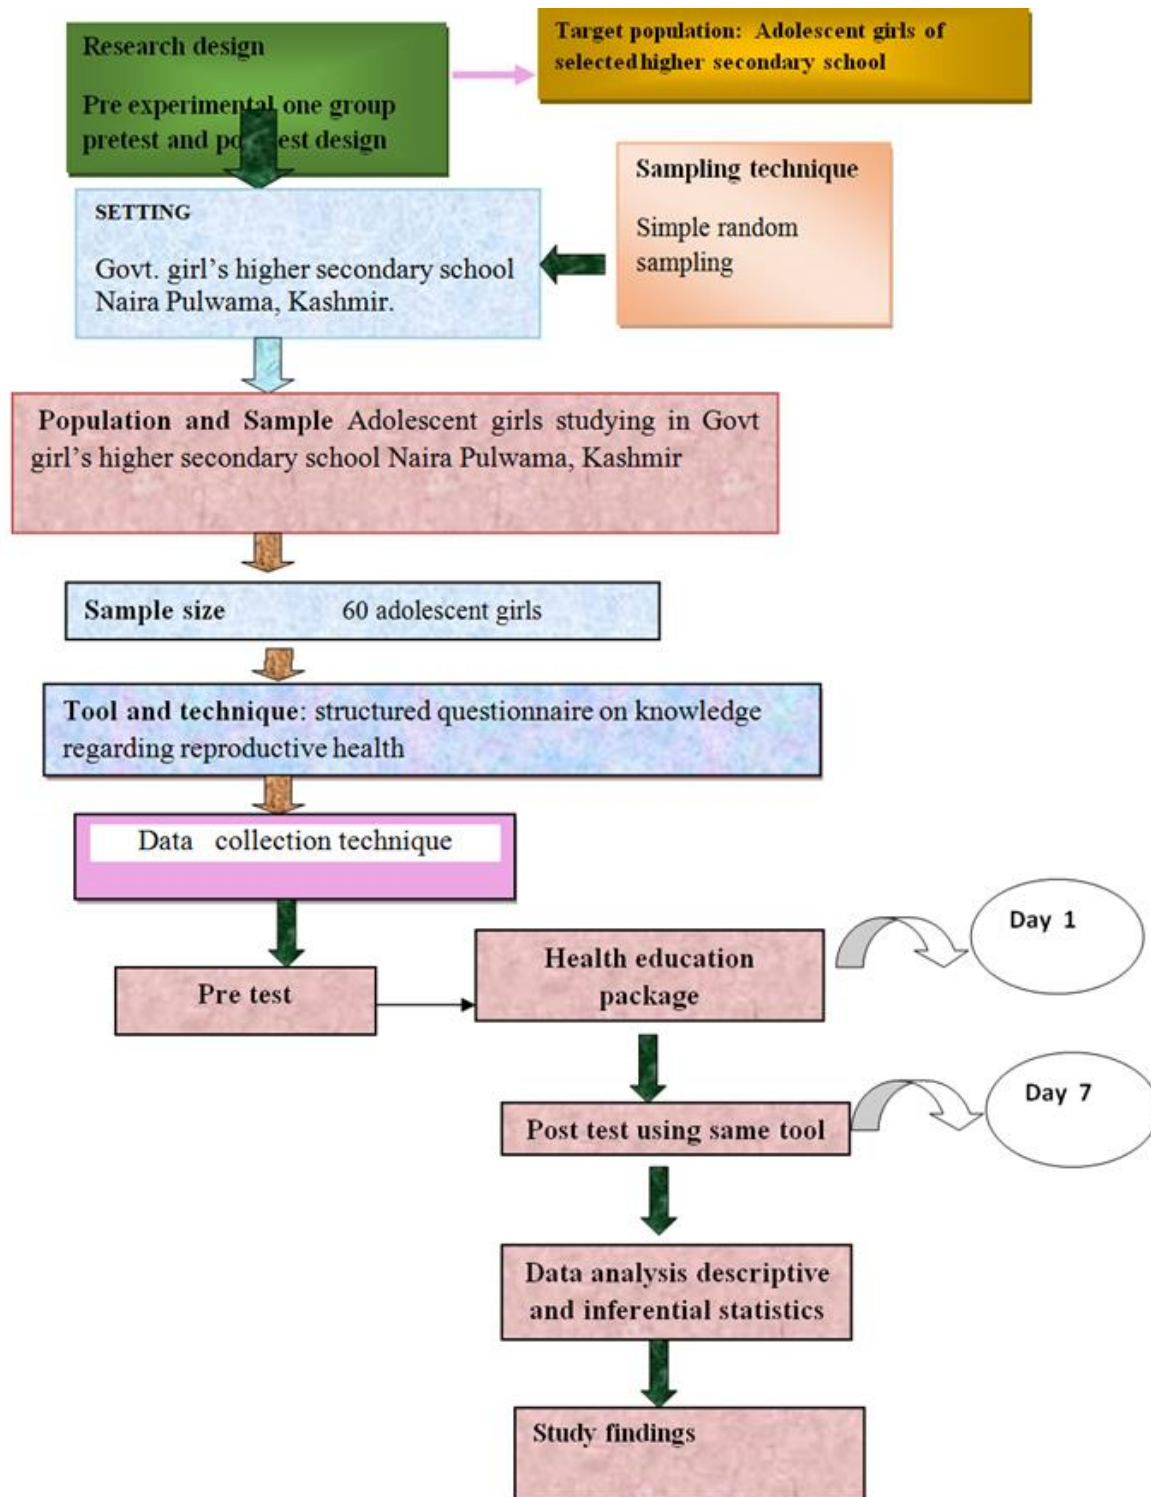 Research design
Pre experimental one group
pretest and po est design
Target population: Adolescent girls of
selected higher secondary school
SETTING
Govt. girl’s higher secondary school
Naira Pulwama, Kashmir.
Sampling technique
Simple random
sampling
Population and Sample Adolescent girls studying in Govt
girl’s higher secondary school Naira Pulwama, Kashmir
Sample size 60 adolescent girls
Tool and technique: structured questionnaire on knowledge
regarding reproductive health
Data collection technique
Pre test
Health education
package
Day 1
Post test using same tool
Day 7
Data analysis descriptive
and inferential statistics
Study findings